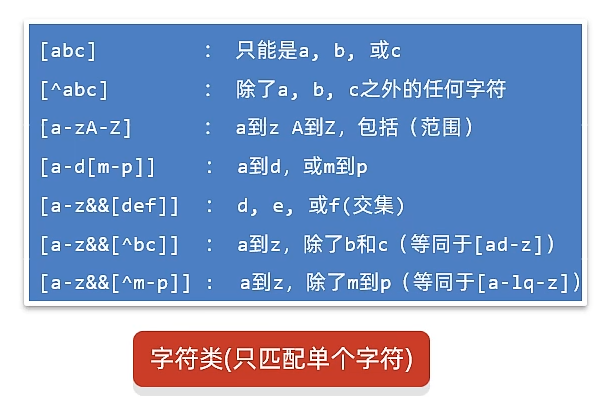 [abc] : 只能是a, b, 或c
[^abc] : 除了a, b, c之外的任何字符
[a-zA-Z] : a到z A到Z，包括（范围）
[a-d[m-p]] : a到d，或m到p
[a-z&&[def]] : d, e, 或f(交集)
[a-z&&[^bc]] : a到z，除了b和c（等同于[ad-z]）
[a-z&&[^m-p]] : a到z，除了m到p（等同于[a-lq-z]）
字符类(只匹配单个字符)